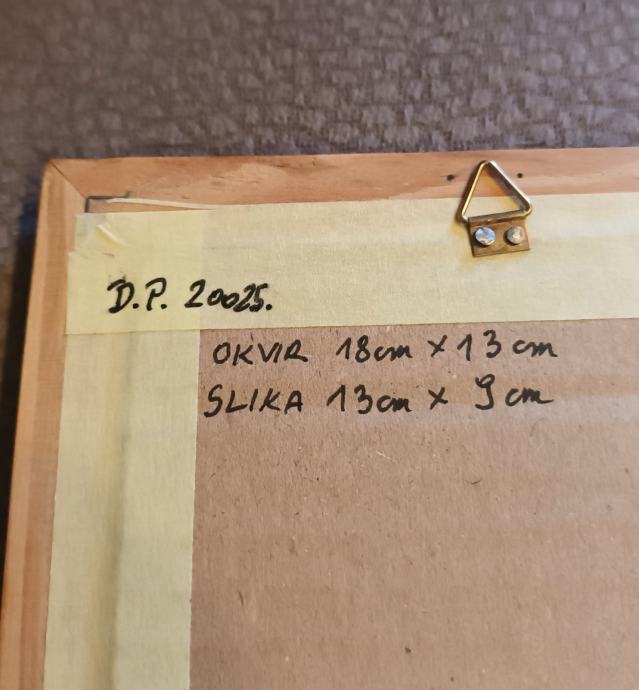 D.P. 20025.
OKVIR 18cm x 13 cm
SLIKA 13cm x 9 cm